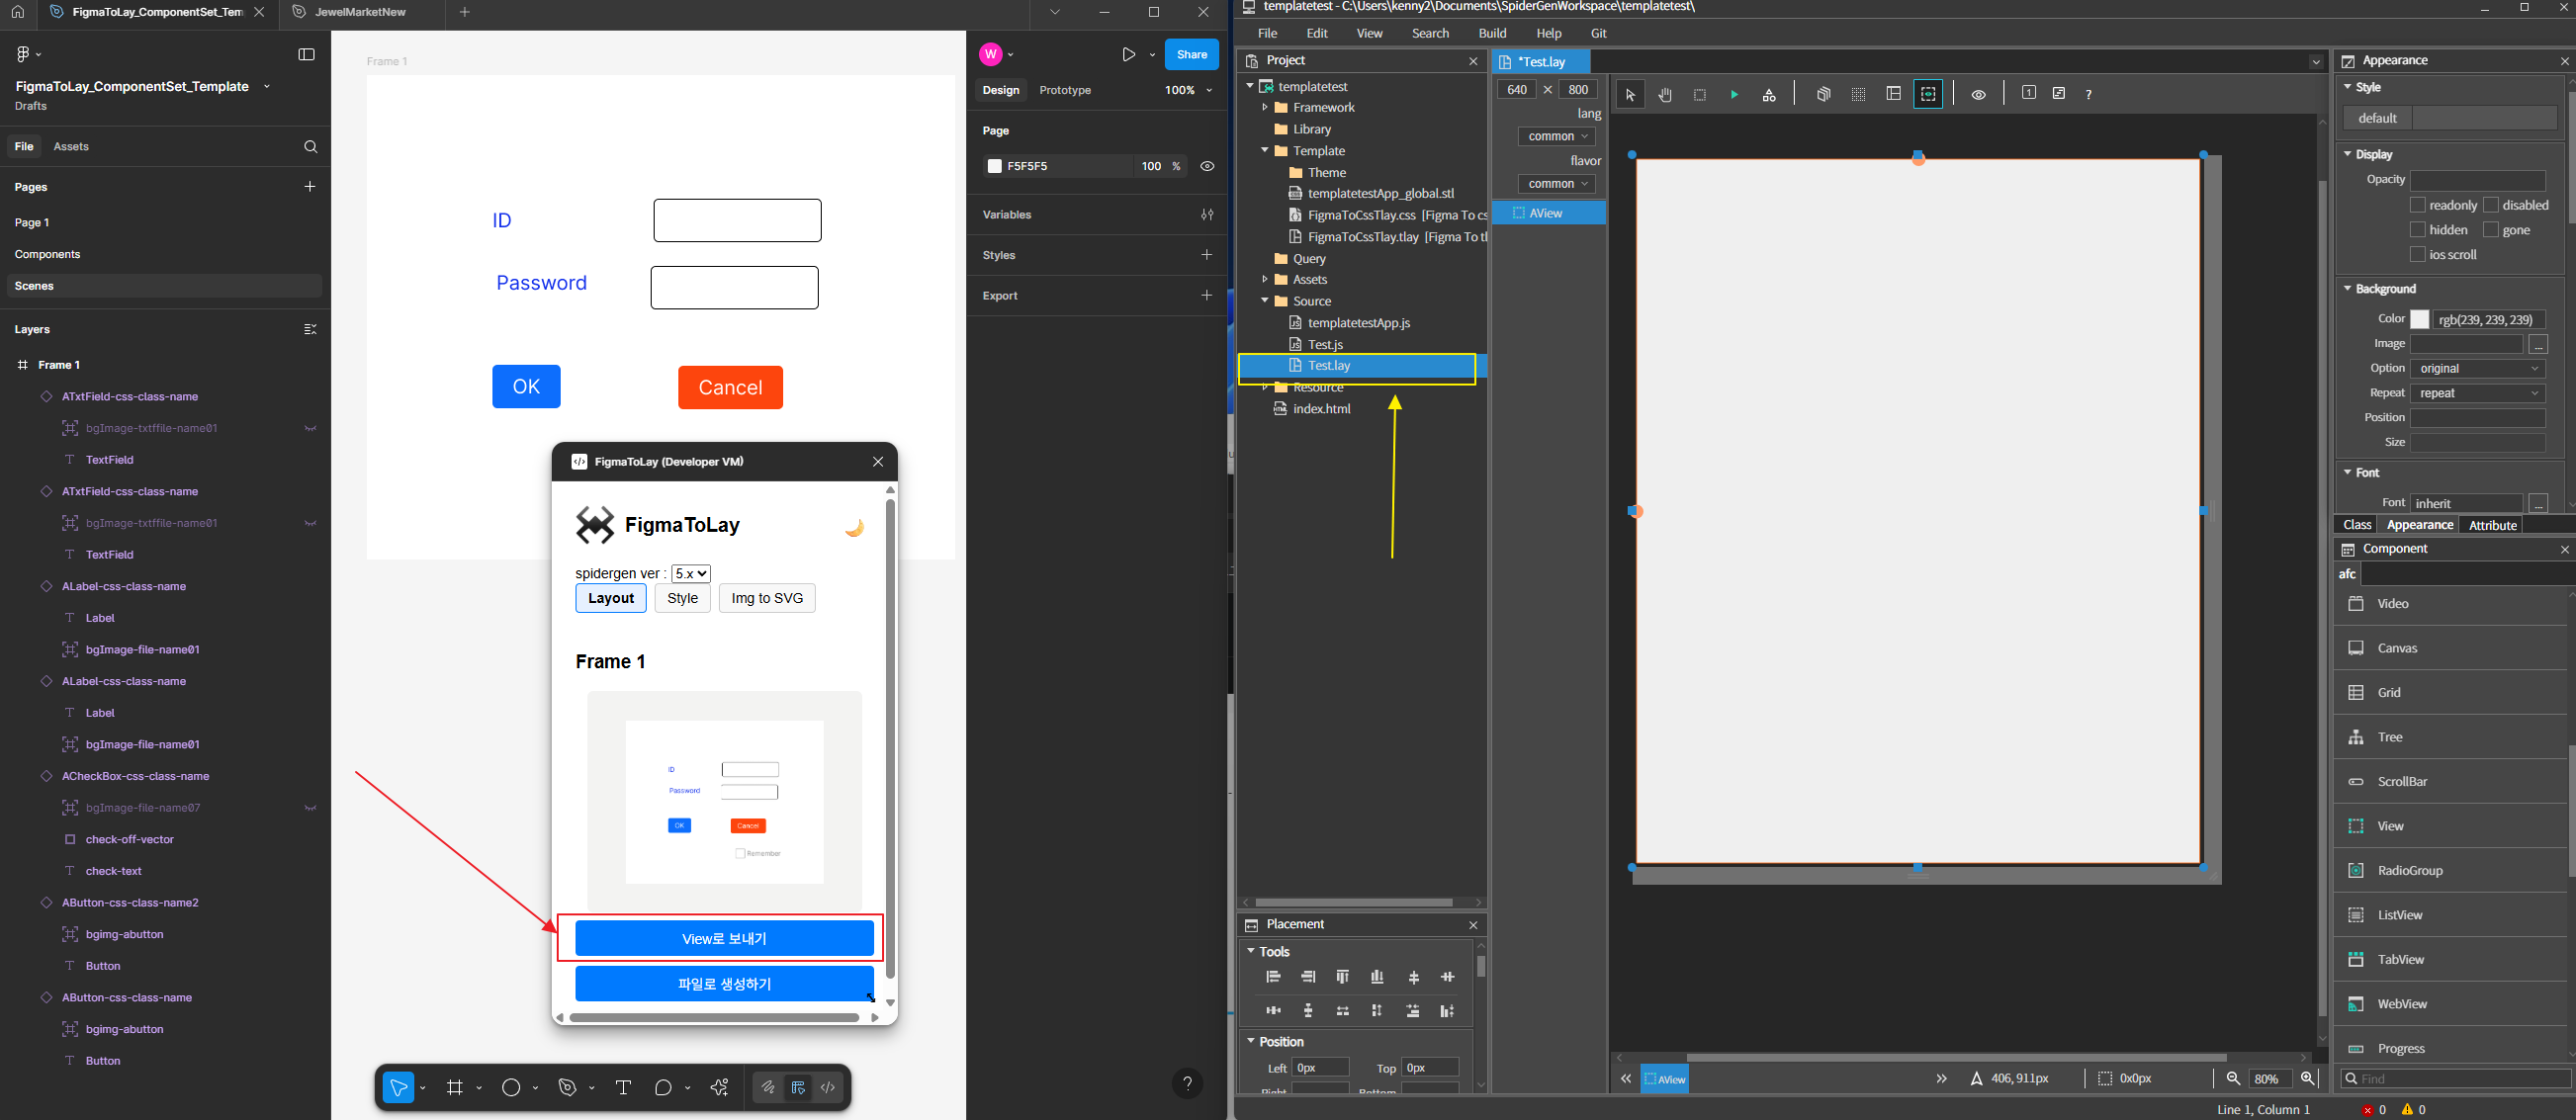 FigmaToLay_ComponentSet_Tem
JewelMarketNew
FigmaToLay_ComponentSet_Template
Drafts
File
Assets
Pages
Page 1
Components
Scenes
Layers
Frame 1
ATxtField-css-class-name
bgImage-txtffile-name01
TextField
ATxtField-css-class-name
bgImage-txtffile-name01
TextField
ALabel-css-class-name
Label
bgImage-file-name01
ALabel-css-class-name
Label
bgImage-file-name01
ACheckBox-css-class-name
bgImage-file-name07
check-off-vector
check-text
AButton-css-class-name2
bgimg-abutton
Button
AButton-css-class-name
bgimg-abutton
Button
Frame 1
ID
Password
OK
Cancel
FigmaToLay (Developer VM)
FigmaToLay
spidergen ver : 5.x
Layout
Style
Img to SVG
Frame 1
ID
Password
OK
Cancel
Remember
View로 보내기
파일로 생성하기
W
Share
Design
Prototype
100%
Page
F5F5F5
100 %
Variables
Styles
Export
?
templatetest - C:\Users\kenny2\Documents\SpiderGenWorkspace\templatetest\
File
Edit
View
Search
Build
Help
Git
Project
templatetest
Framework
Library
Template
Theme
templatetestApp_global.stl
FigmaToCssTlay.css [Figma To cs
FigmaToCssTlay.tlay [Figma To tl
Query
Assets
Source
templatetestApp.js
Test.js
Test.lay
Resource
index.html
Placement
Tools
Position
Left 0px
Top 0px
Right
Bottom
*Test.lay
640 × 800
lang
common
flavor
common
AView
1
?
AView
406, 911px
0x0px
80%
Appearance
Style
default
Display
Opacity
readonly
disabled
hidden
gone
ios scroll
Background
Color rgb(239, 239, 239)
Image ...
Option original
Repeat repeat
Position
Size
Font
Font inherit ...
Class
Appearance
Attribute
Component
afc
Video
Canvas
Grid
Tree
ScrollBar
View
RadioGroup
ListView
TabView
WebView
Progress
Find
Line 1, Column 1
0
0